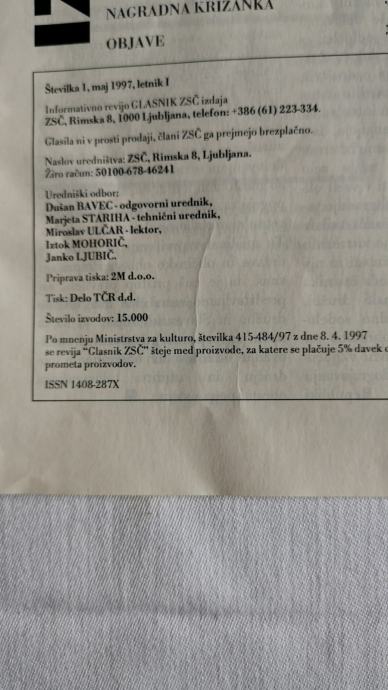 NAGRADNA KRIŽANKA
OBJAVE
Številka 1, maj 1997, letnik I
Informativno revijo GLASNIK ZSČ izdaja
ZSČ, Rimska 8, 1000 Ljubljana, telefon: +386 (61) 223-334.
Glasila ni v prosti prodaji, člani ZSČ ga prejmejo brezplačno.
Naslov uredništva: ZSČ, Rimska 8, Ljubljana.
Žiro račun: 50100-678-46241
Uredniški odbor:
Dušan BAVEC - odgovorni urednik,
Marjeta STARIHA - tehnični urednik,
Miroslav ULČAR - lektor,
Iztok MOHORIČ,
Janko LJUBIČ.
Priprava tiska: 2M d.o.o.
Tisk: Delo TČR d.d.
Število izvodov: 15.000
Po mnenju Ministrstva za kulturo, številka 415-484/97 z dne 8. 4. 1997
se revija "Glasnik ZSČ" šteje med proizvode, za katere se plačuje 5% davek
prometa proizvodov.
ISSN 1408-287X